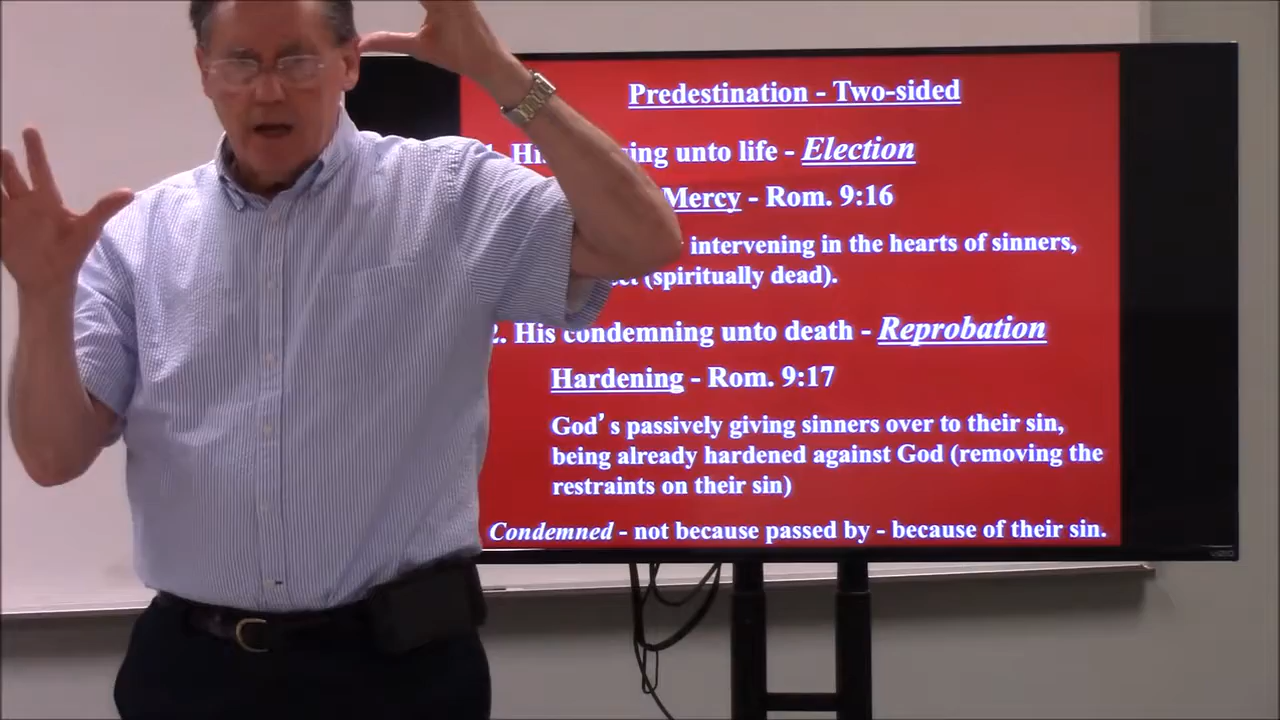 Predestination - Two-sided
unto life - Election
Mercy - Rom. 9:16
intervening in the hearts of sinners,
(spiritually dead).
2. His condemning unto death - Reprobation
Hardening - Rom. 9:17
God's passively giving sinners over to their sin,
being already hardened against God (removing the
restraints on their sin)
Condemned - not because passed by - because of their sin.
VIZIO